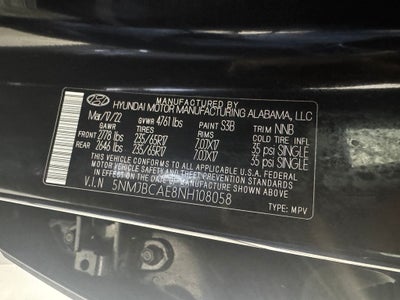 MANUFACTURED BY
HYUNDAI MOTOR MANUFACTURING ALABAMA, LLC
Mar/17/22 GVWR 4761 lbs PAINT S3B TRIM NNB
GAWR TIRES RIMS COLD TIRE INFL
FRONT 2778 lbs 235/65R17 7.0JX17 35 psi SINGLE
REAR 2646 lbs 235/65R17 7.0JX17 35 psi SINGLE
THIS VEHICLE CONFORMS TO ALL APPLICABLE U.S.A. FEDERAL
MOTOR VEHICLE SAFETY, BUMPER, AND
THEFT PREVENTION STANDARDS IN EFFECT
ON THE DATE OF MANUFACTURE SHOWN ABOVE.
V.I.N 5NMJBCAE8NH108058 TYPE: MPV